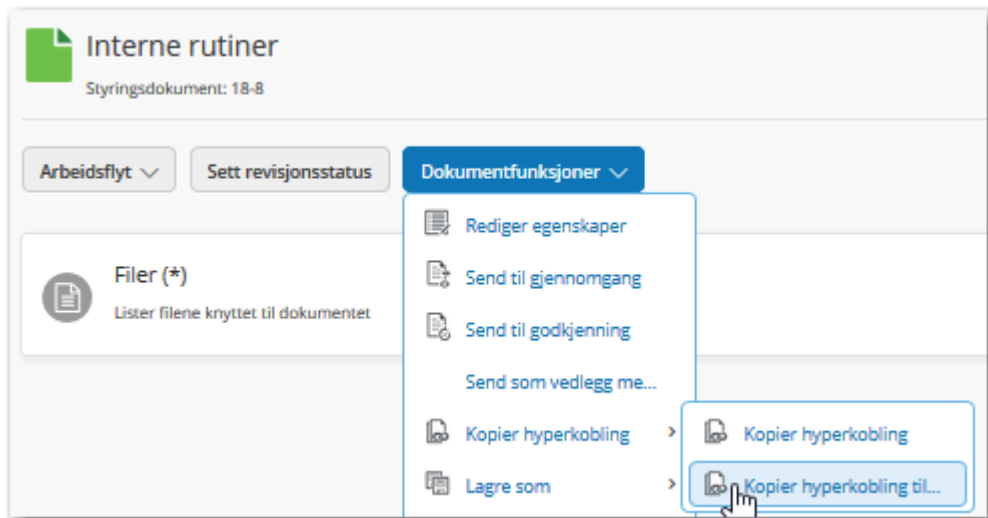 Interne rutiner
Styringsdokument: 18-8
Arbeidsflyt
Sett revisjonsstatus
Dokumentfunksjoner
Filer (*)
Lister filene knyttet til dokumentet
Rediger egenskaper
Send til gjennomgang
Send til godkjenning
Send som vedlegg me...
Kopier hyperkobling
Lagre som
Kopier hyperkobling
Kopier hyperkobling til...